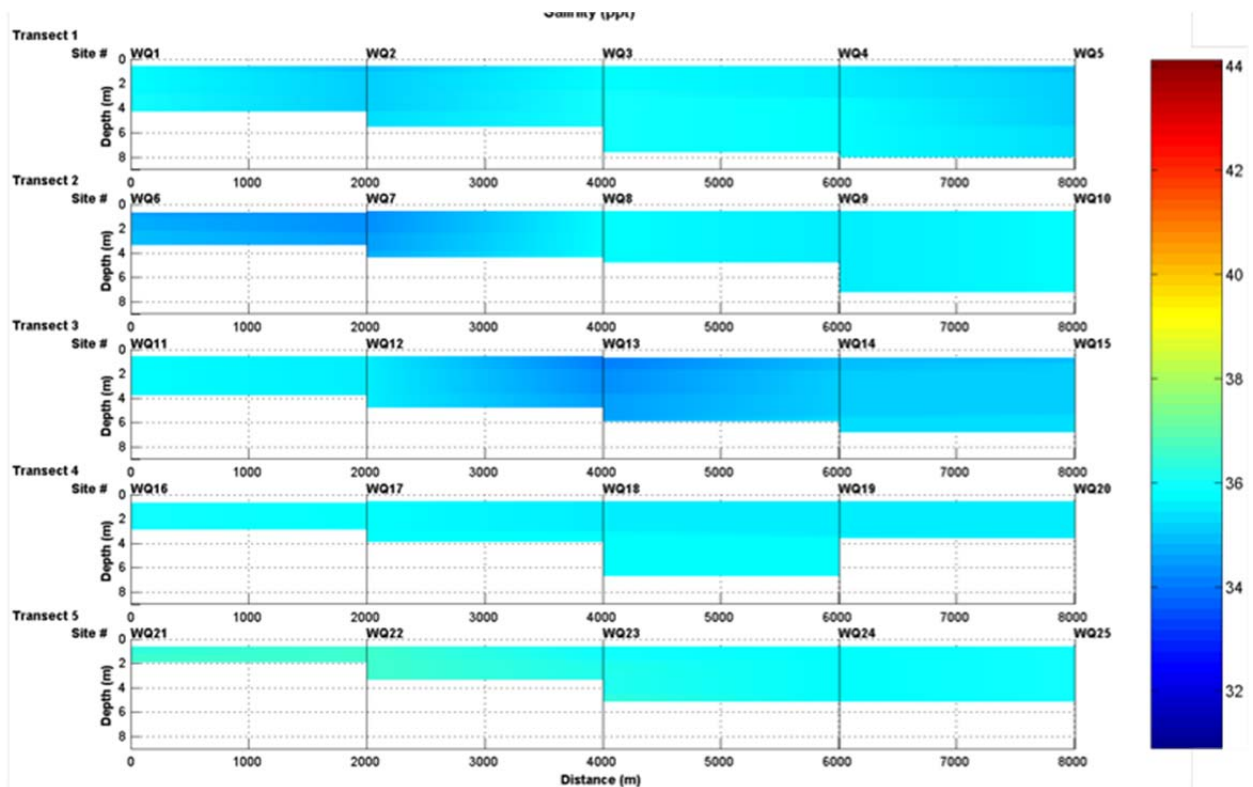 Salinity (ppt)
Transect 1
Site # WQ1 WQ2 WQ3 WQ4 WQ5
0
2
4
6
8
Depth (m)
0 1000 2000 3000 4000 5000 6000 7000 8000
Transect 2
Site # WQ6 WQ7 WQ8 WQ9 WQ10
0
2
4
6
8
Depth (m)
0 1000 2000 3000 4000 5000 6000 7000 8000
Transect 3
Site # WQ11 WQ12 WQ13 WQ14 WQ15
0
2
4
6
8
Depth (m)
0 1000 2000 3000 4000 5000 6000 7000 8000
Transect 4
Site # WQ16 WQ17 WQ18 WQ19 WQ20
0
2
4
6
8
Depth (m)
0 1000 2000 3000 4000 5000 6000 7000 8000
Transect 5
Site # WQ21 WQ22 WQ23 WQ24 WQ25
0
2
4
6
8
Depth (m)
0 1000 2000 3000 4000 5000 6000 7000 8000
Distance (m)
44
42
40
38
36
34
32